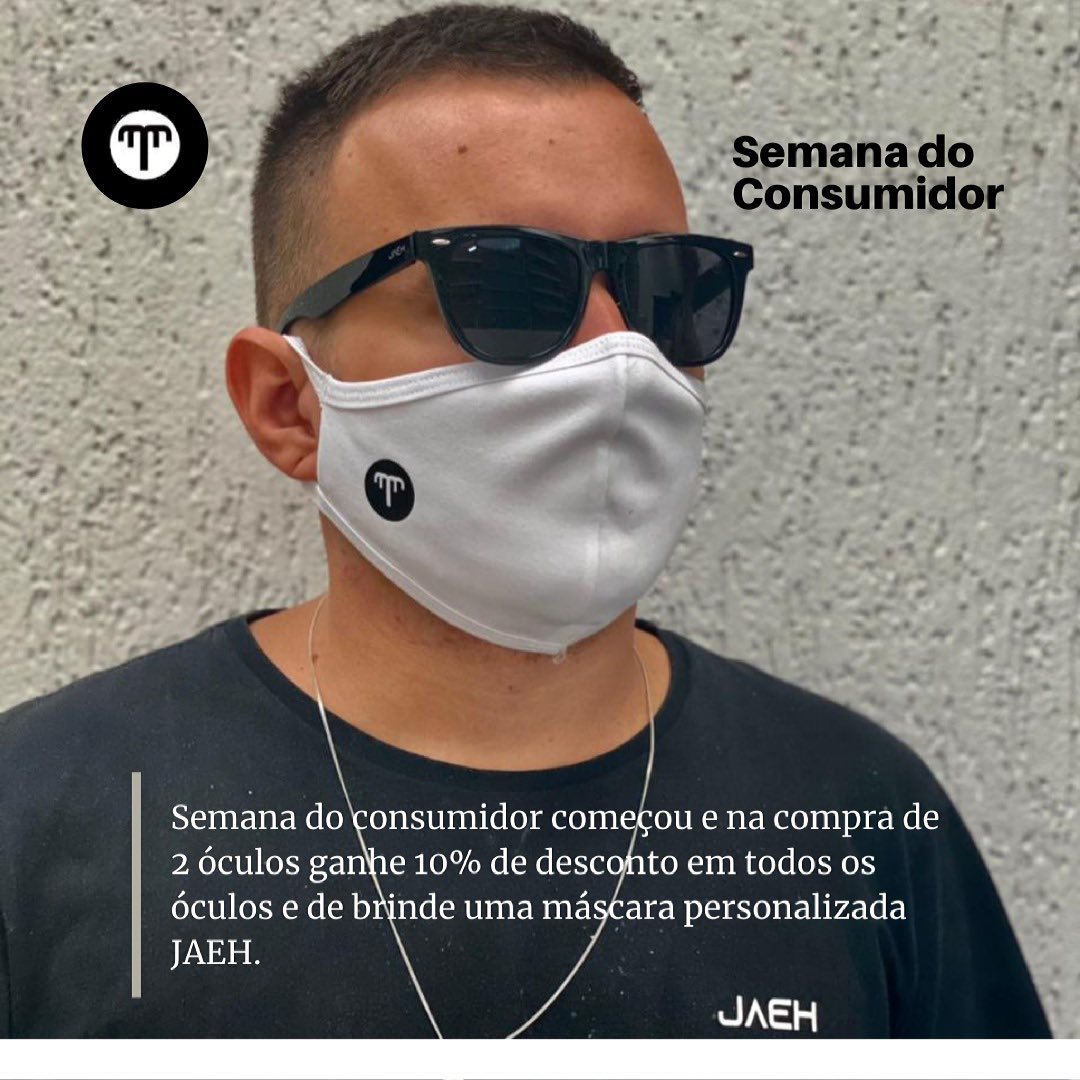 Semana do
Consumidor
JAEH
Semana do consumidor começou e na compra de
2 óculos ganhe 10% de desconto em todos os
óculos e de brinde uma máscara personalizada
JAEH.
JAEH